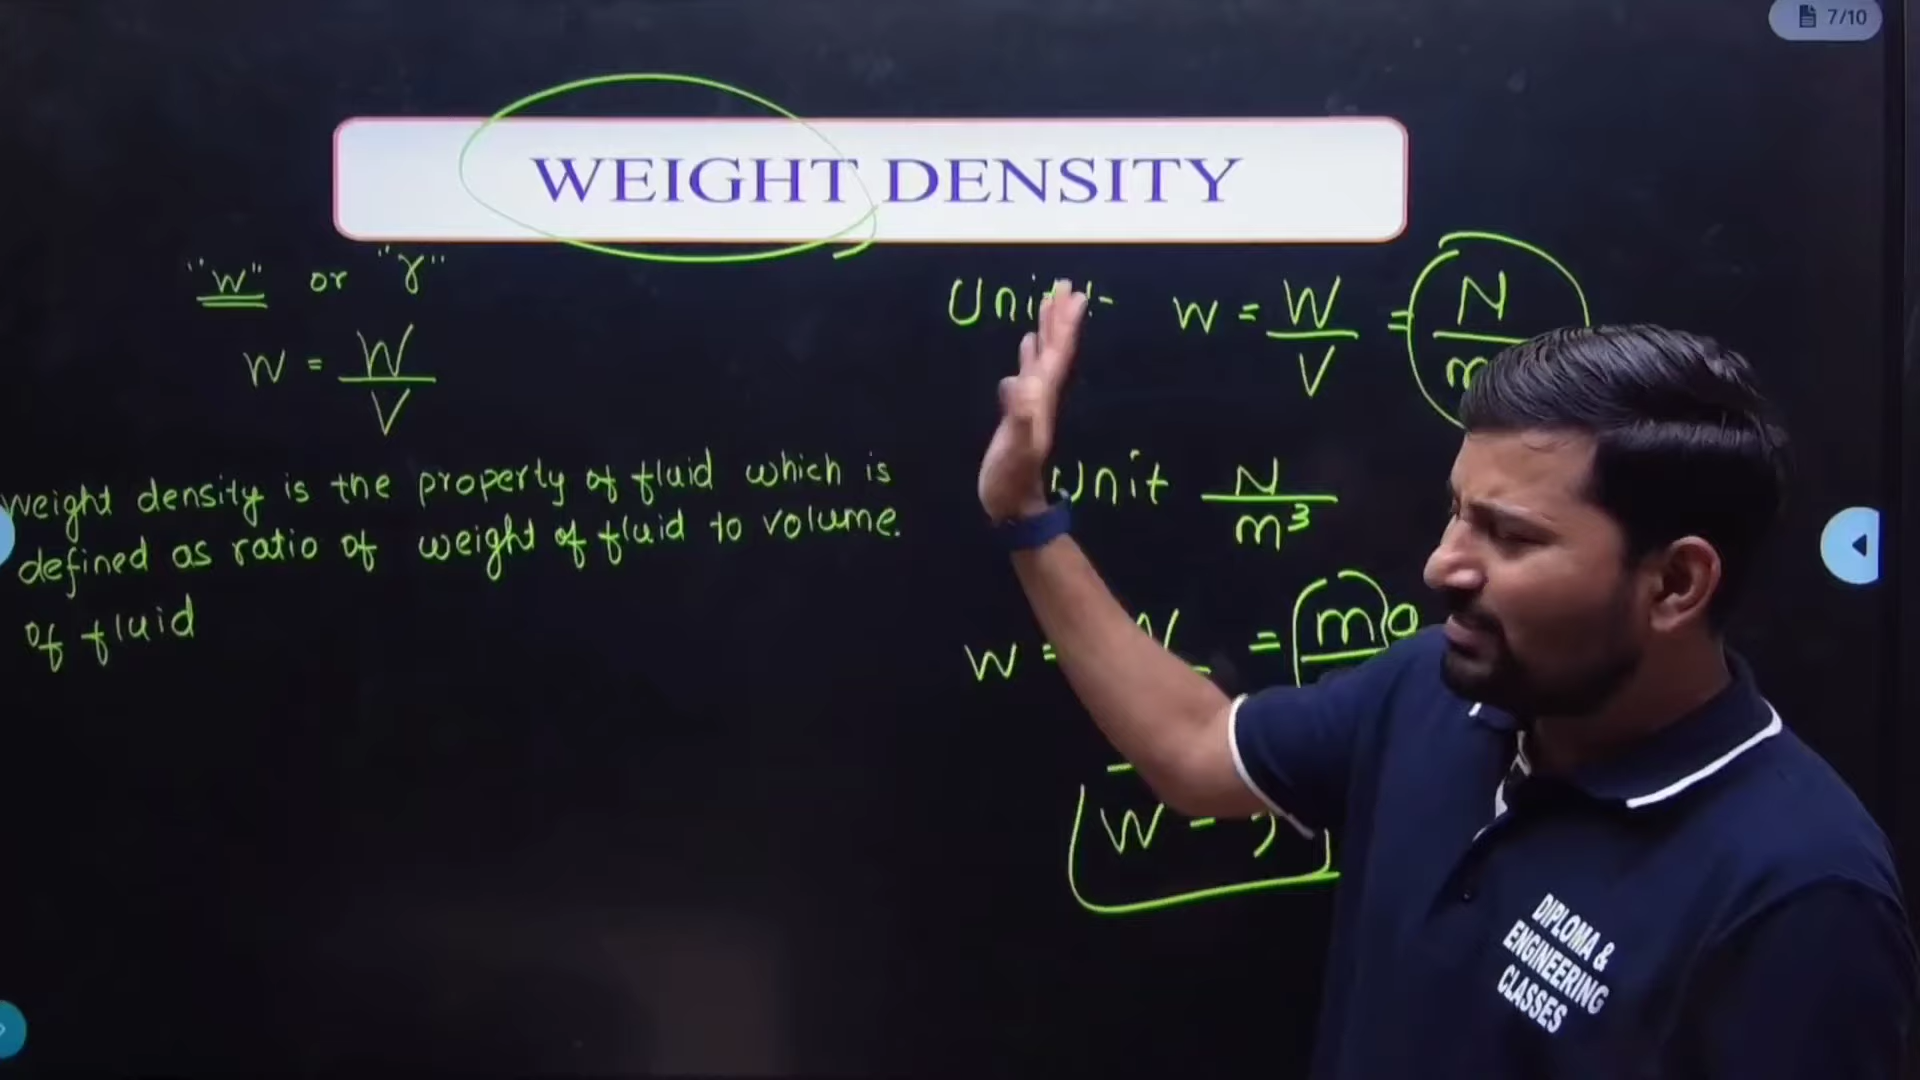 7/10
WEIGHT DENSITY
"w" or "γ"
w = W/V
weight density is the property of fluid which is
defined as ratio of weight of fluid to volume.
of fluid
Unit:- w = W/V = N/m
Unit N/m³
w = = m
w =
DIPLOMA &
ENGINEERING
CLASSES